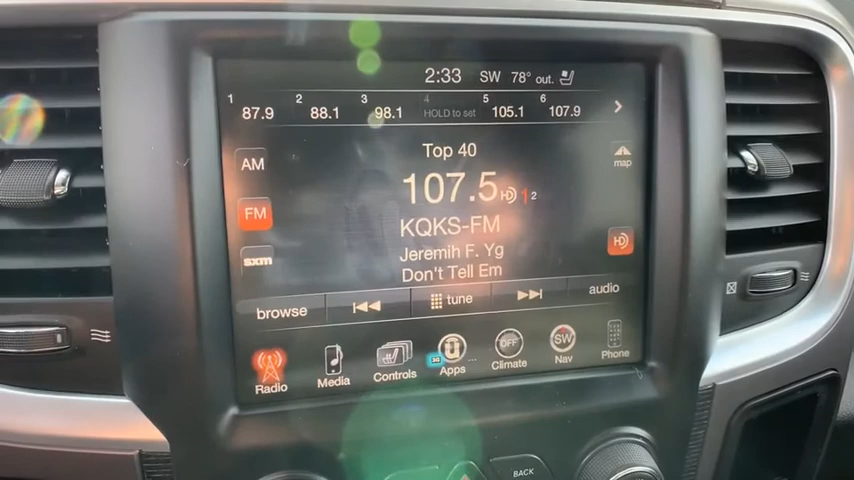 2:33 SW 78° out.
1 87.9 2 88.1 3 98.1 4 HOLD to set 5 105.1 6 107.9
Top 40
AM
map
107.5 HD 1 2
FM
KQKS-FM
HD
Jeremih F. Yg
sxm
Don't Tell Em
browse tune audio
3G OFF SW
Radio Media Controls Apps Climate Nav Phone
BACK